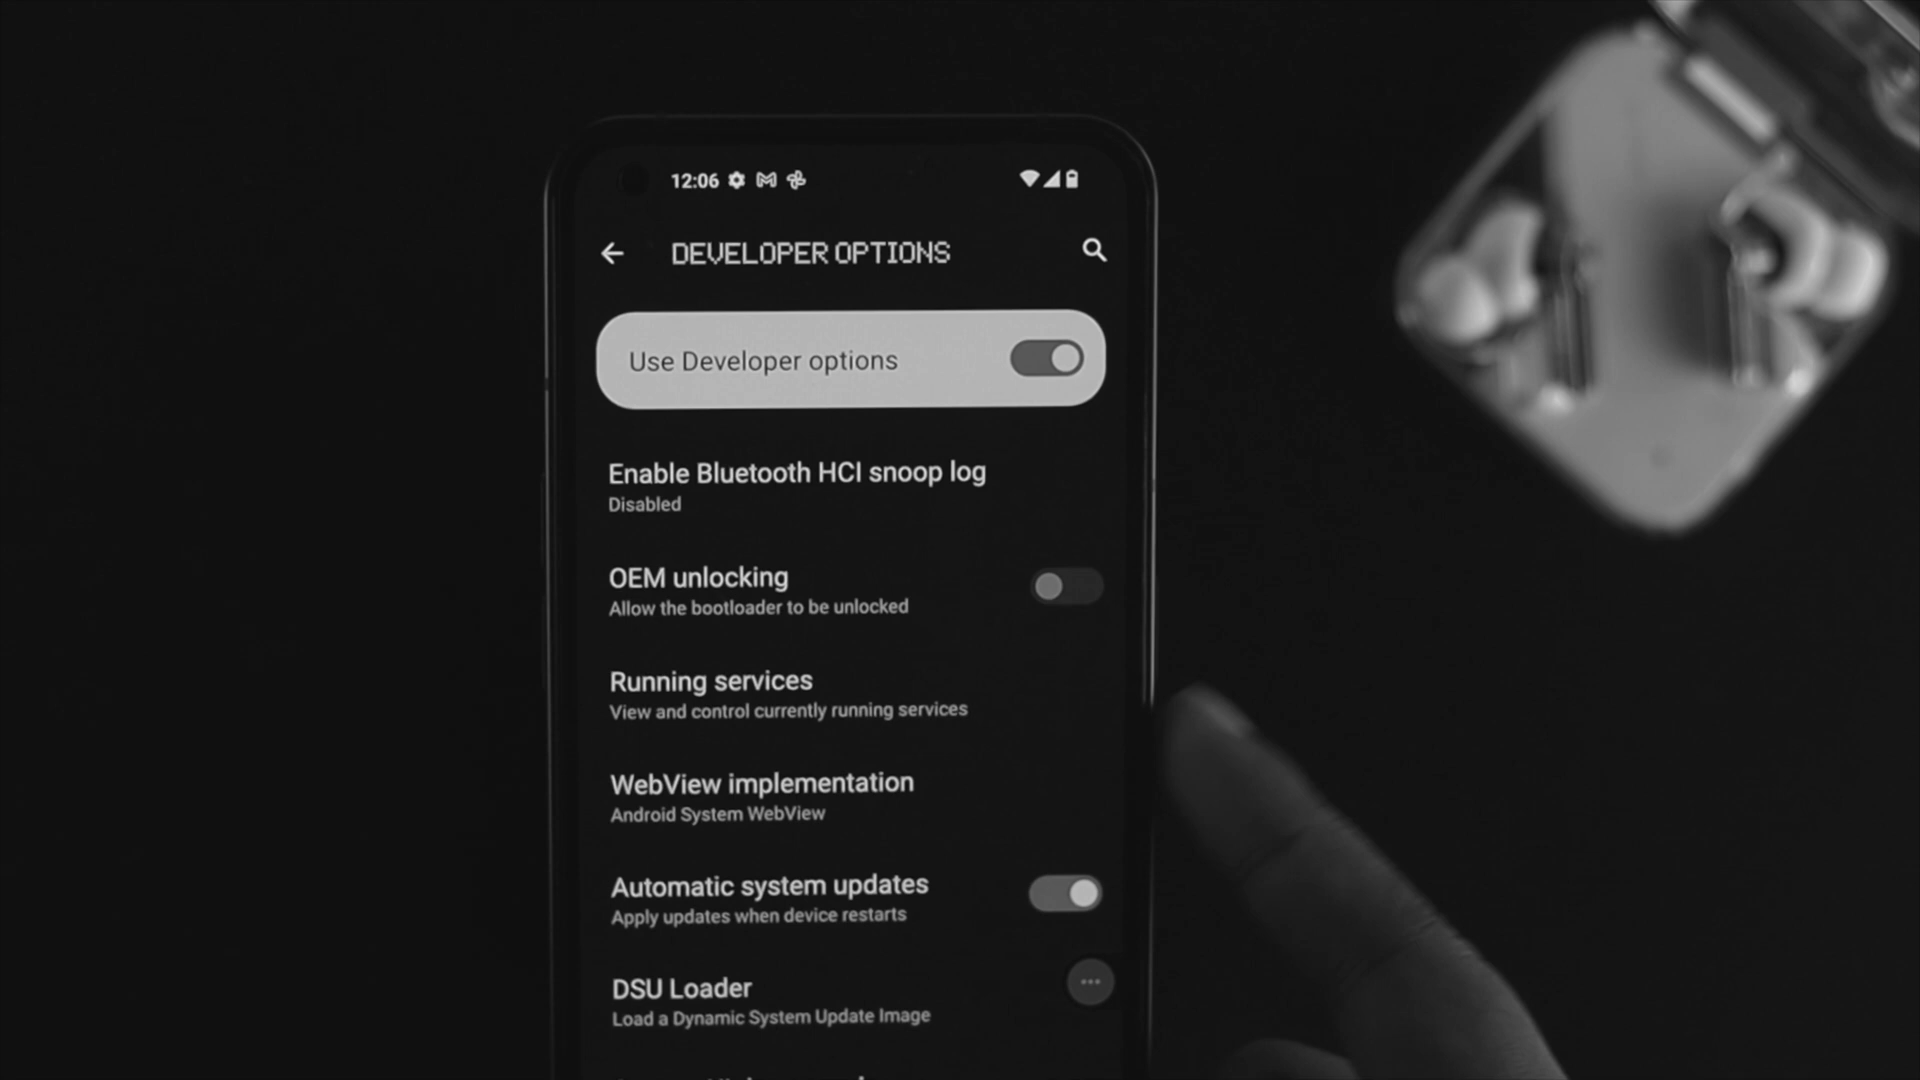 12:06
DEVELOPER OPTIONS
Use Developer options
Enable Bluetooth HCI snoop log
Disabled
OEM unlocking
Allow the bootloader to be unlocked
Running services
View and control currently running services
WebView implementation
Android System WebView
Automatic system updates
Apply updates when device restarts
DSU Loader
Load a Dynamic System Update Image